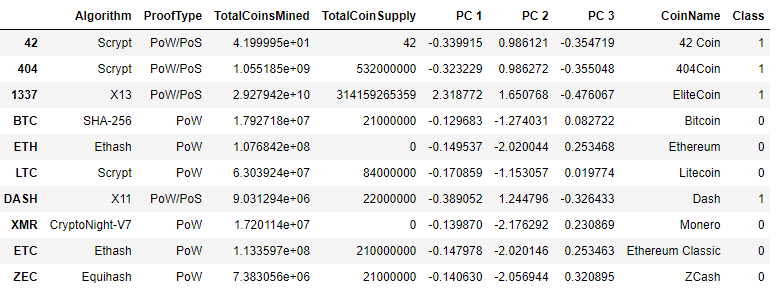 Algorithm ProofType TotalCoinsMined TotalCoinSupply PC 1 PC 2 PC 3 CoinName Class
42 Scrypt PoW/PoS 4.199995e+01 42 -0.339915 0.986121 -0.354719 42 Coin 1
404 Scrypt PoW/PoS 1.055185e+09 532000000 -0.323229 0.986272 -0.355048 404Coin 1
1337 X13 PoW/PoS 2.927942e+10 314159265359 2.318772 1.650768 -0.476067 EliteCoin 1
BTC SHA-256 PoW 1.792718e+07 21000000 -0.129683 -1.274031 0.082722 Bitcoin 0
ETH Ethash PoW 1.076842e+08 0 -0.149537 -2.020044 0.253468 Ethereum 0
LTC Scrypt PoW 6.303924e+07 84000000 -0.170859 -1.153057 0.019774 Litecoin 0
DASH X11 PoW/PoS 9.031294e+06 22000000 -0.389052 1.244796 -0.326433 Dash 1
XMR CryptoNight-V7 PoW 1.720114e+07 0 -0.139870 -2.176292 0.230869 Monero 0
ETC Ethash PoW 1.133597e+08 210000000 -0.147978 -2.020146 0.253463 Ethereum Classic 0
ZEC Equihash PoW 7.383056e+06 21000000 -0.140630 -2.056944 0.320895 ZCash 0